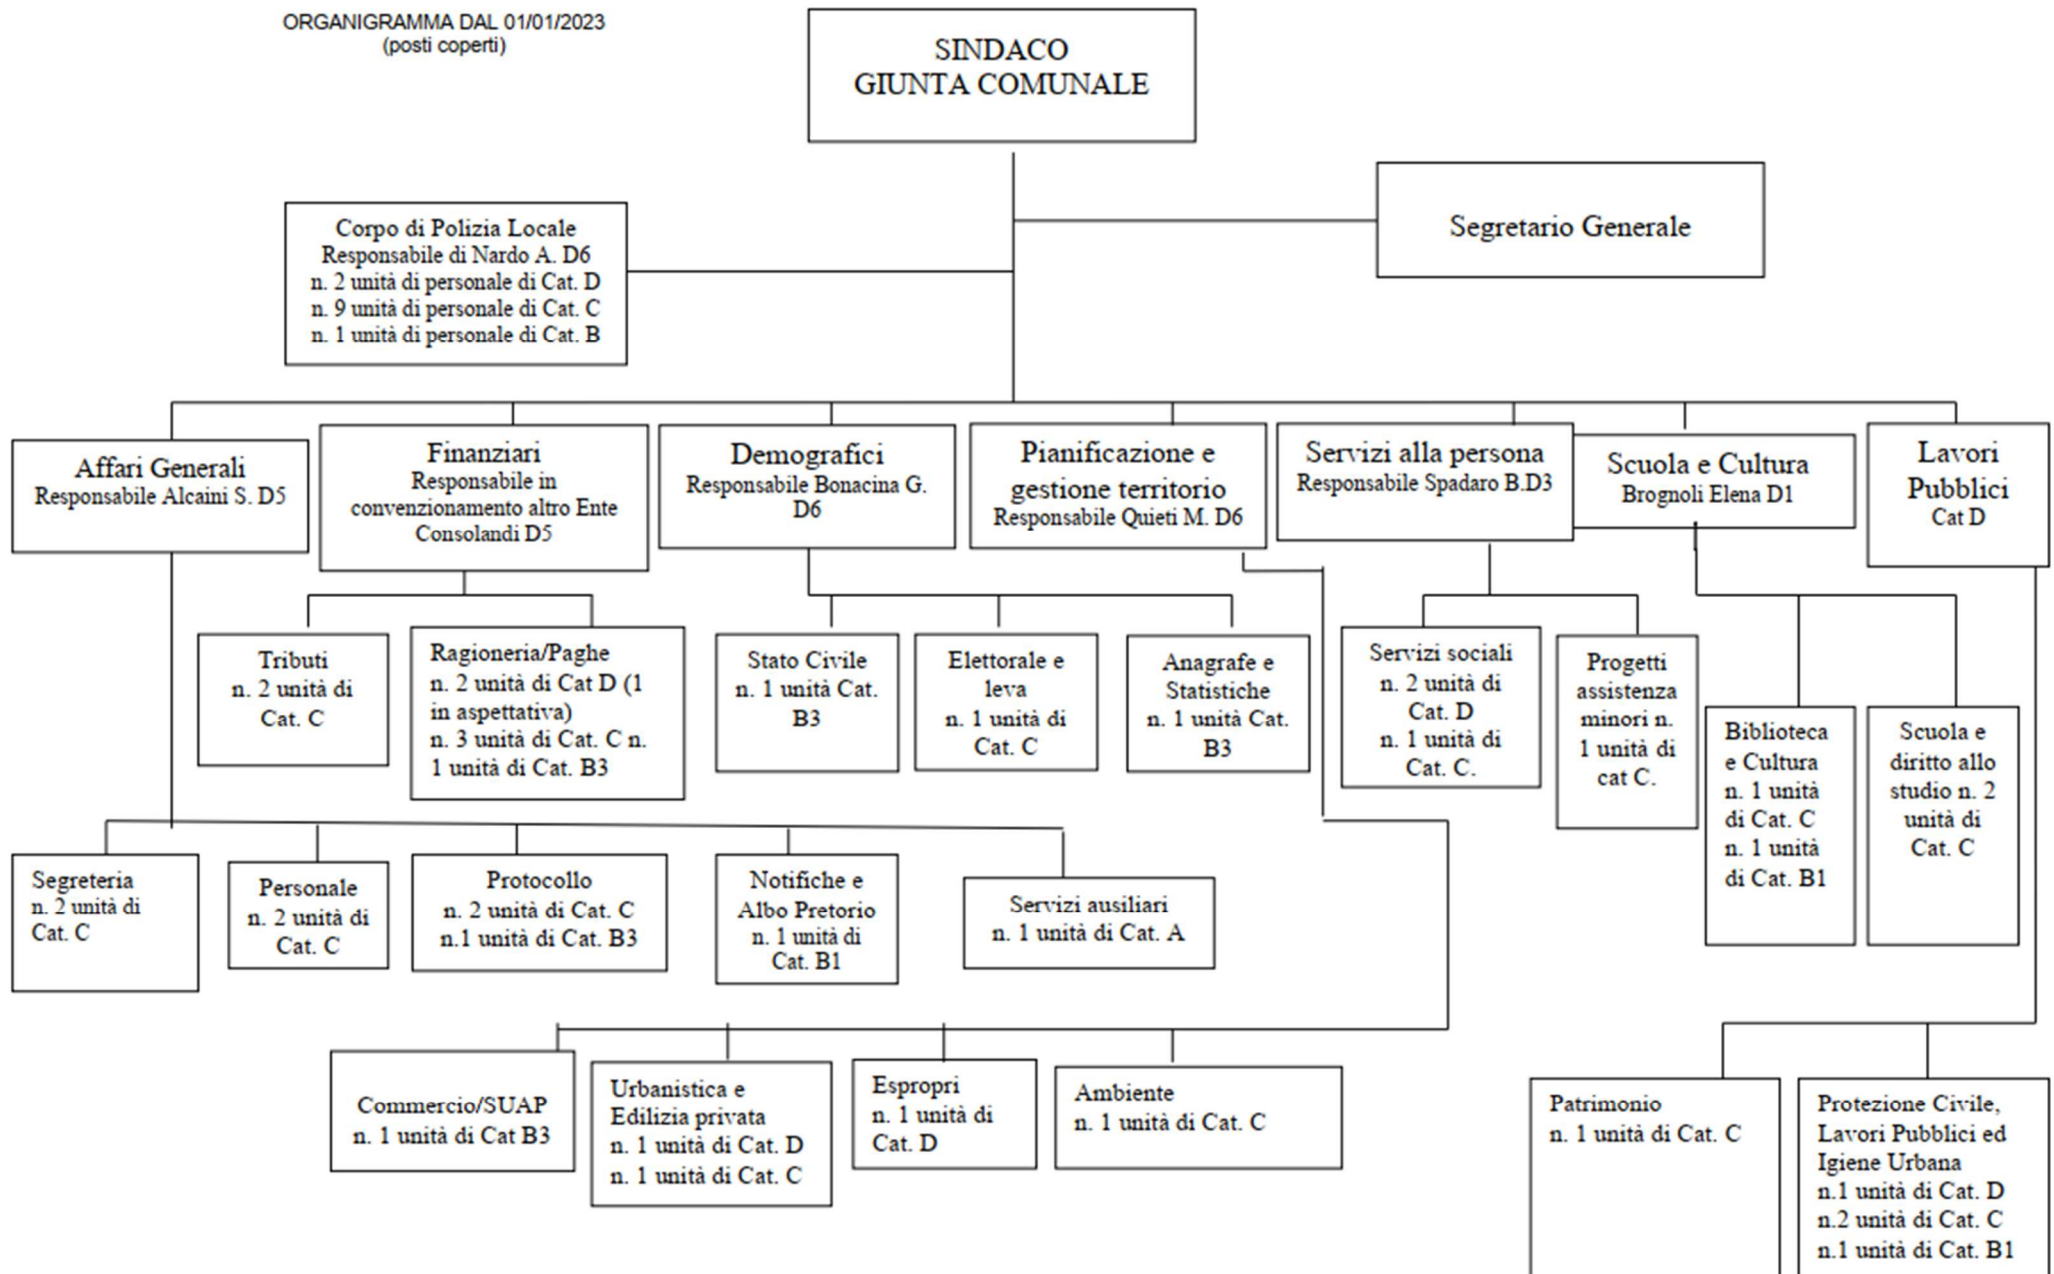 ORGANIGRAMMA DAL 01/01/2023
(posti coperti)
SINDACO
GIUNTA COMUNALE
Segretario Generale
Corpo di Polizia Locale
Responsabile di Nardo A. D6
n. 2 unità di personale di Cat. D
n. 9 unità di personale di Cat. C
n. 1 unità di personale di Cat. B
Affari Generali
Responsabile Alcaini S. D5
Finanziari
Responsabile in
convenzionamento altro Ente
Consolandi D5
Demografici
Responsabile Bonacina G.
D6
Pianificazione e
gestione territorio
Responsabile Quieti M. D6
Servizi alla persona
Responsabile Spadaro B.D3
Scuola e Cultura
Brognoli Elena D1
Lavori
Pubblici
Cat D
Tributi
n. 2 unità di
Cat. C
Ragioneria/Paghe
n. 2 unità di Cat D (1
in aspettativa)
n. 3 unità di Cat. C n.
1 unità di Cat. B3
Stato Civile
n. 1 unità Cat.
B3
Elettorale e
leva
n. 1 unità di
Cat. C
Anagrafe e
Statistiche
n. 1 unità Cat.
B3
Servizi sociali
n. 2 unità di
Cat. D
n. 1 unità di
Cat. C.
Progetti
assistenza
minori n.
1 unità di
cat C.
Biblioteca
e Cultura
n. 1 unità
di Cat. C
n. 1 unità
di Cat. B1
Scuola e
diritto allo
studio n. 2
unità di
Cat. C
Segreteria
n. 2 unità di
Cat. C
Personale
n. 2 unità di
Cat. C
Protocollo
n. 2 unità di Cat. C
n.1 unità di Cat. B3
Notifiche e
Albo Pretorio
n. 1 unità di
Cat. B1
Servizi ausiliari
n. 1 unità di Cat. A
Commercio/SUAP
n. 1 unità di Cat B3
Urbanistica e
Edilizia privata
n. 1 unità di Cat. D
n. 1 unità di Cat. C
Espropri
n. 1 unità di
Cat. D
Ambiente
n. 1 unità di Cat. C
Patrimonio
n. 1 unità di Cat. C
Protezione Civile,
Lavori Pubblici ed
Igiene Urbana
n.1 unità di Cat. D
n.2 unità di Cat. C
n.1 unità di Cat. B1